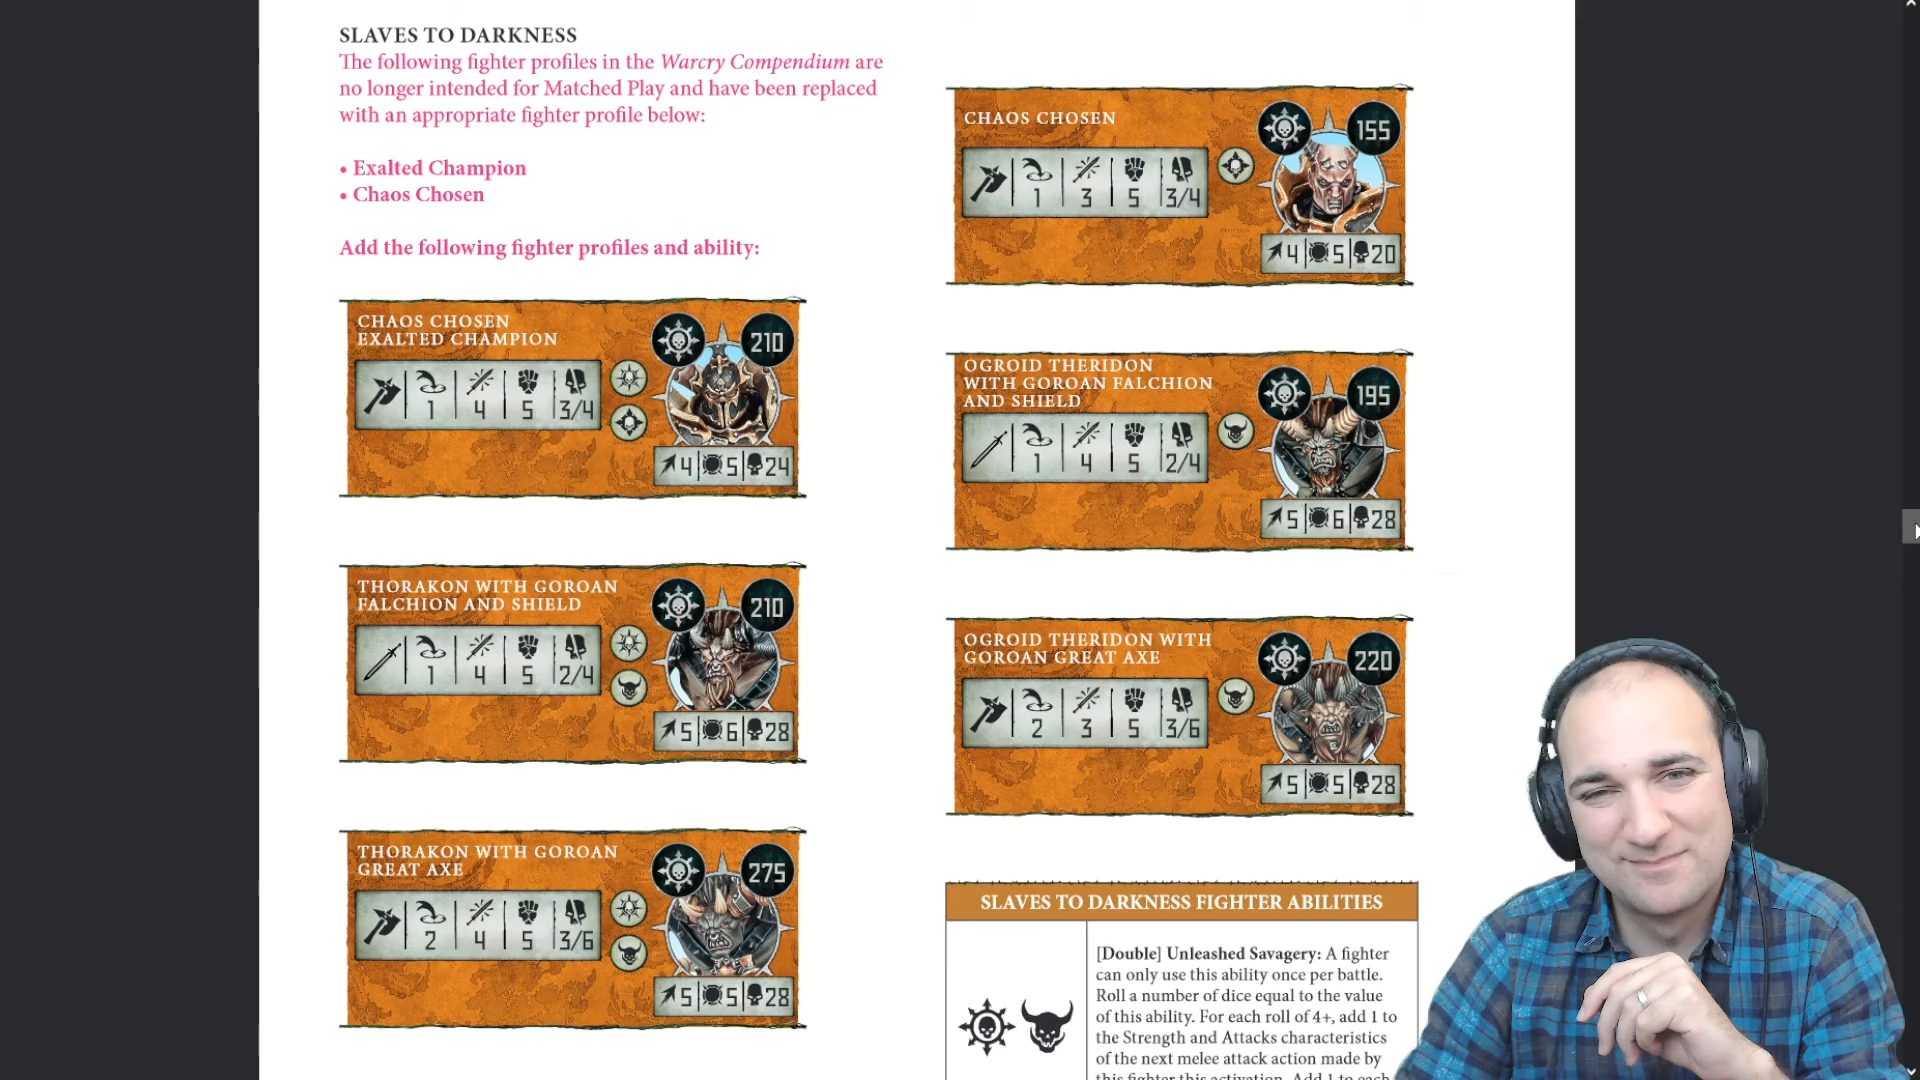 SLAVES TO DARKNESS
The following fighter profiles in the Warcry Compendium are
no longer intended for Matched Play and have been replaced
with an appropriate fighter profile below:
• Exalted Champion
• Chaos Chosen
Add the following fighter profiles and ability:
CHAOS CHOSEN
EXALTED CHAMPION
210
1 4 5 3/4
4 5 24
THORAKON WITH GOROAN
FALCHION AND SHIELD
210
1 4 5 2/4
5 6 28
THORAKON WITH GOROAN
GREAT AXE
275
2 4 5 3/6
5 5 28
CHAOS CHOSEN
155
1 3 5 3/4
4 5 20
OGROID THERIDON
WITH GOROAN FALCHION
AND SHIELD
195
1 4 5 2/4
5 6 28
OGROID THERIDON WITH
GOROAN GREAT AXE
220
2 3 5 3/6
5 5 28
SLAVES TO DARKNESS FIGHTER ABILITIES
[Double] Unleashed Savagery: A fighter
can only use this ability once per battle.
Roll a number of dice equal to the value
of this ability. For each roll of 4+, add 1 to
the Strength and Attacks characteristics
of the next melee attack action made by
this fighter this activation. Add 1 to each